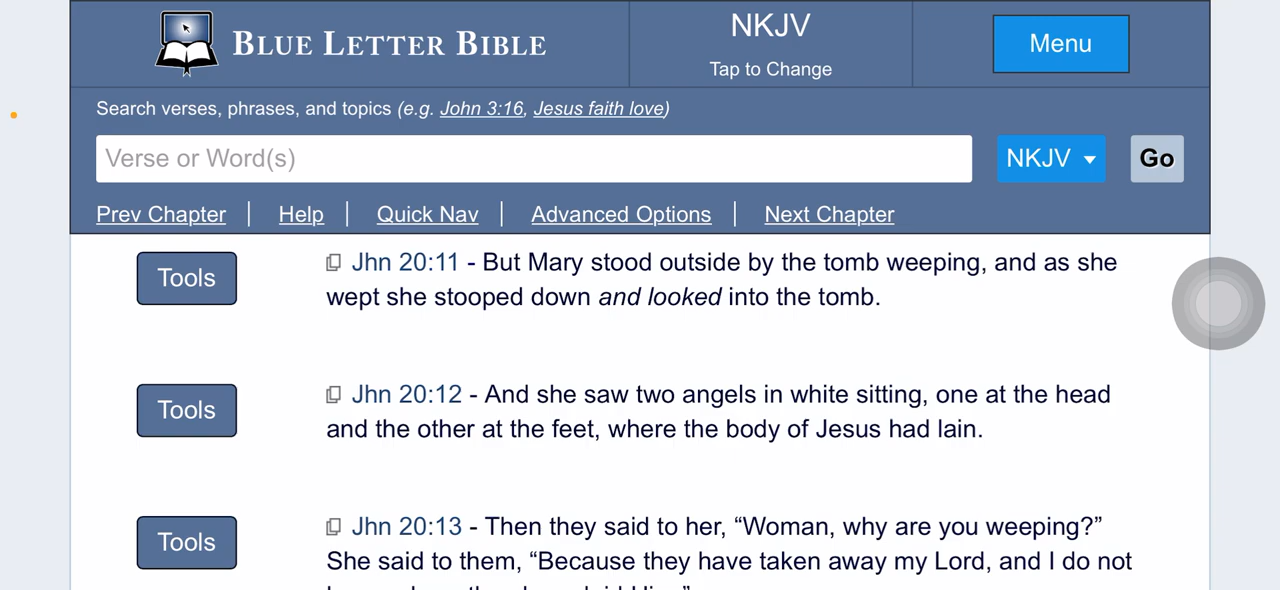 BLUE LETTER BIBLE
NKJV
Tap to Change
Menu
Search verses, phrases, and topics (e.g. John 3:16, Jesus faith love)
Verse or Word(s)
NKJV
Go
Prev Chapter | Help | Quick Nav | Advanced Options | Next Chapter
Tools
Jhn 20:11 - But Mary stood outside by the tomb weeping, and as she
wept she stooped down and looked into the tomb.
Tools
Jhn 20:12 - And she saw two angels in white sitting, one at the head
and the other at the feet, where the body of Jesus had lain.
Tools
Jhn 20:13 - Then they said to her, “Woman, why are you weeping?”
She said to them, “Because they have taken away my Lord, and I do not